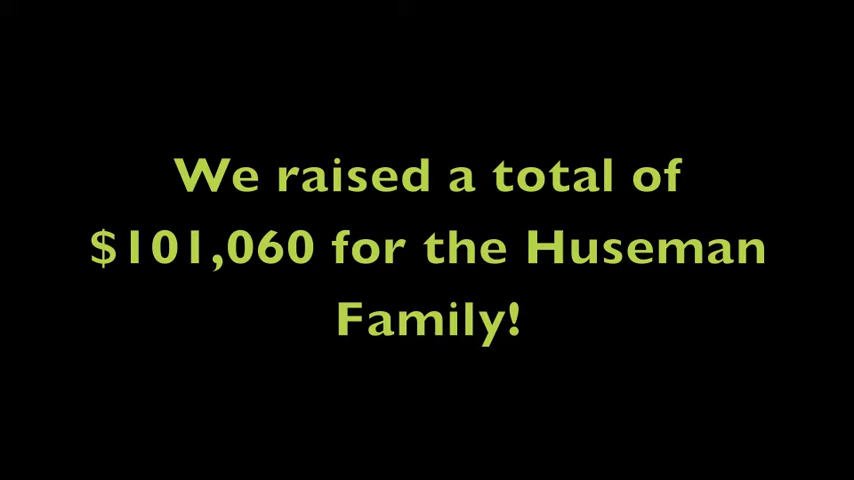 We raised a total of
$101,060 for the Huseman
Family!